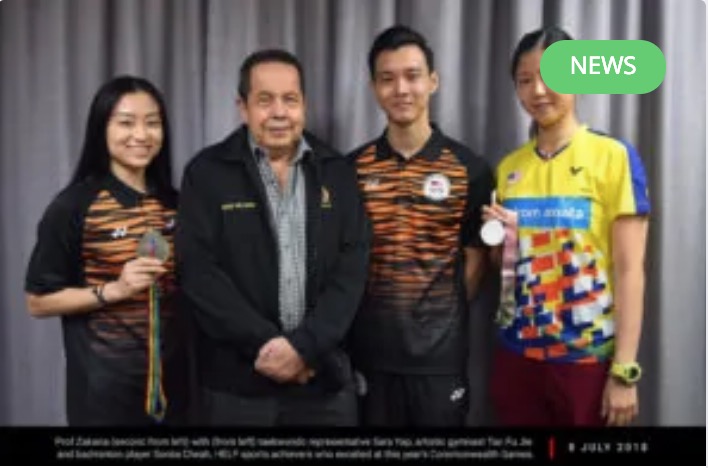 NEWS
Prof Zakaria (second from left) with (from left) taekwondo representative Sara Yap, artistic gymnast Tan Fu Jie
and badminton player Soniia Cheah, HELP sports achievers who excelled at this year's Commonwealth Games.
8 JULY 2018